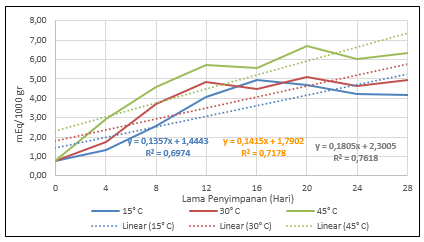 8,00
7,00
6,00
5,00
4,00
3,00
2,00
1,00
0,00
mEq/1000 gr
y = 0,1357x + 1,4443
R² = 0,6974
y = 0,1415x + 1,7902
R² = 0,7178
y = 0,1805x + 2,3005
R² = 0,7618
0 4 8 12 16 20 24 28
Lama Penyimpanan (Hari)
15° C 30° C 45° C
Linear (15° C) Linear (30° C) Linear (45° C)